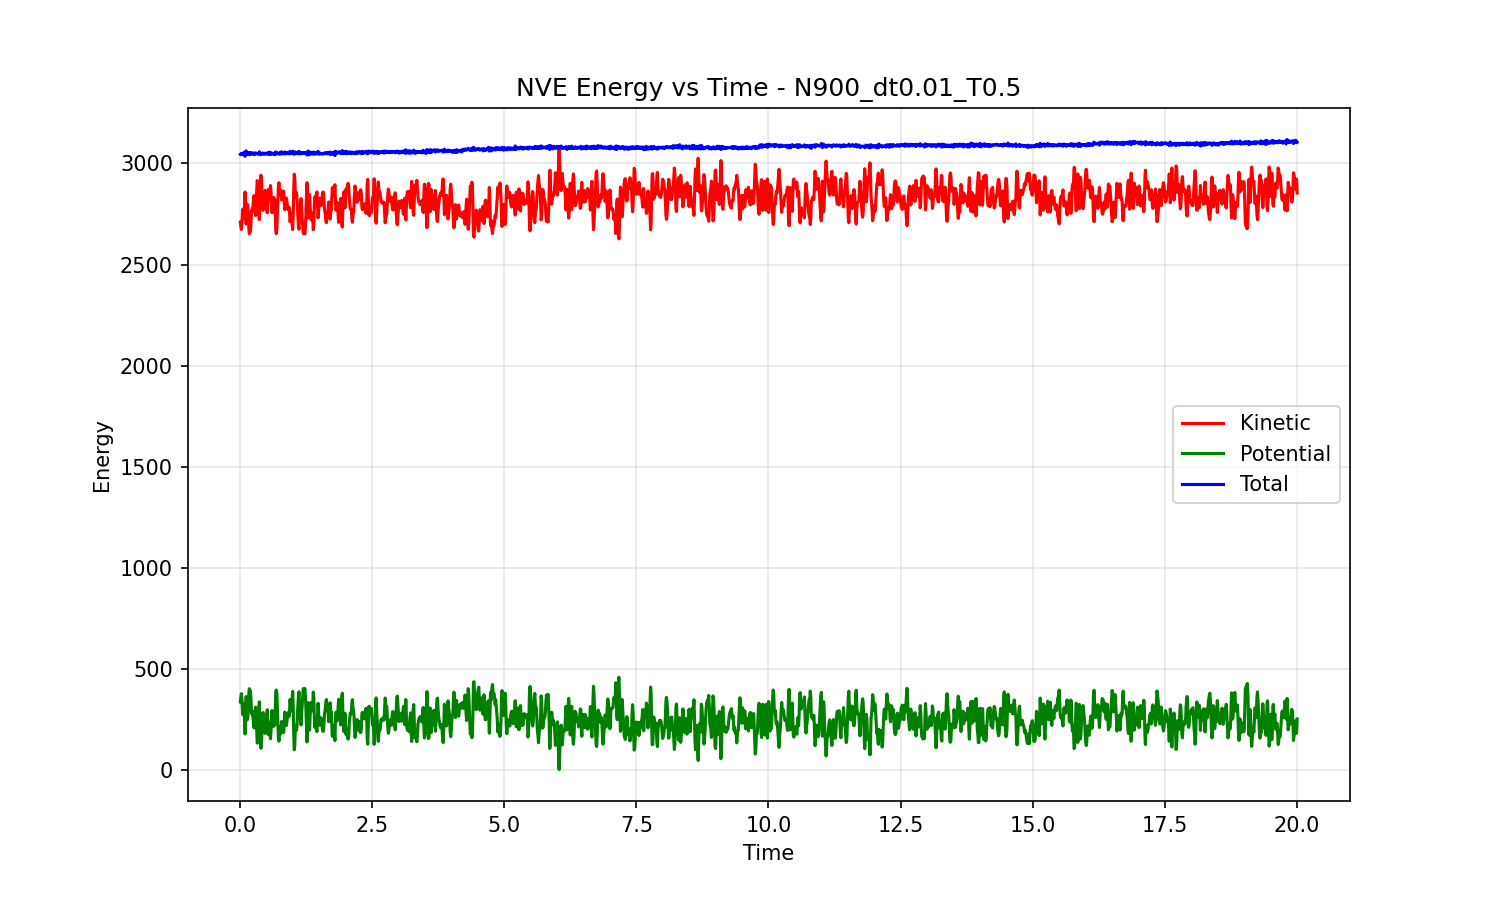 NVE Energy vs Time - N900_dt0.01_T0.5
Energy
3000
2500
2000
1500
1000
500
0
Kinetic
Potential
Total
0.0 2.5 5.0 7.5 10.0 12.5 15.0 17.5 20.0
Time